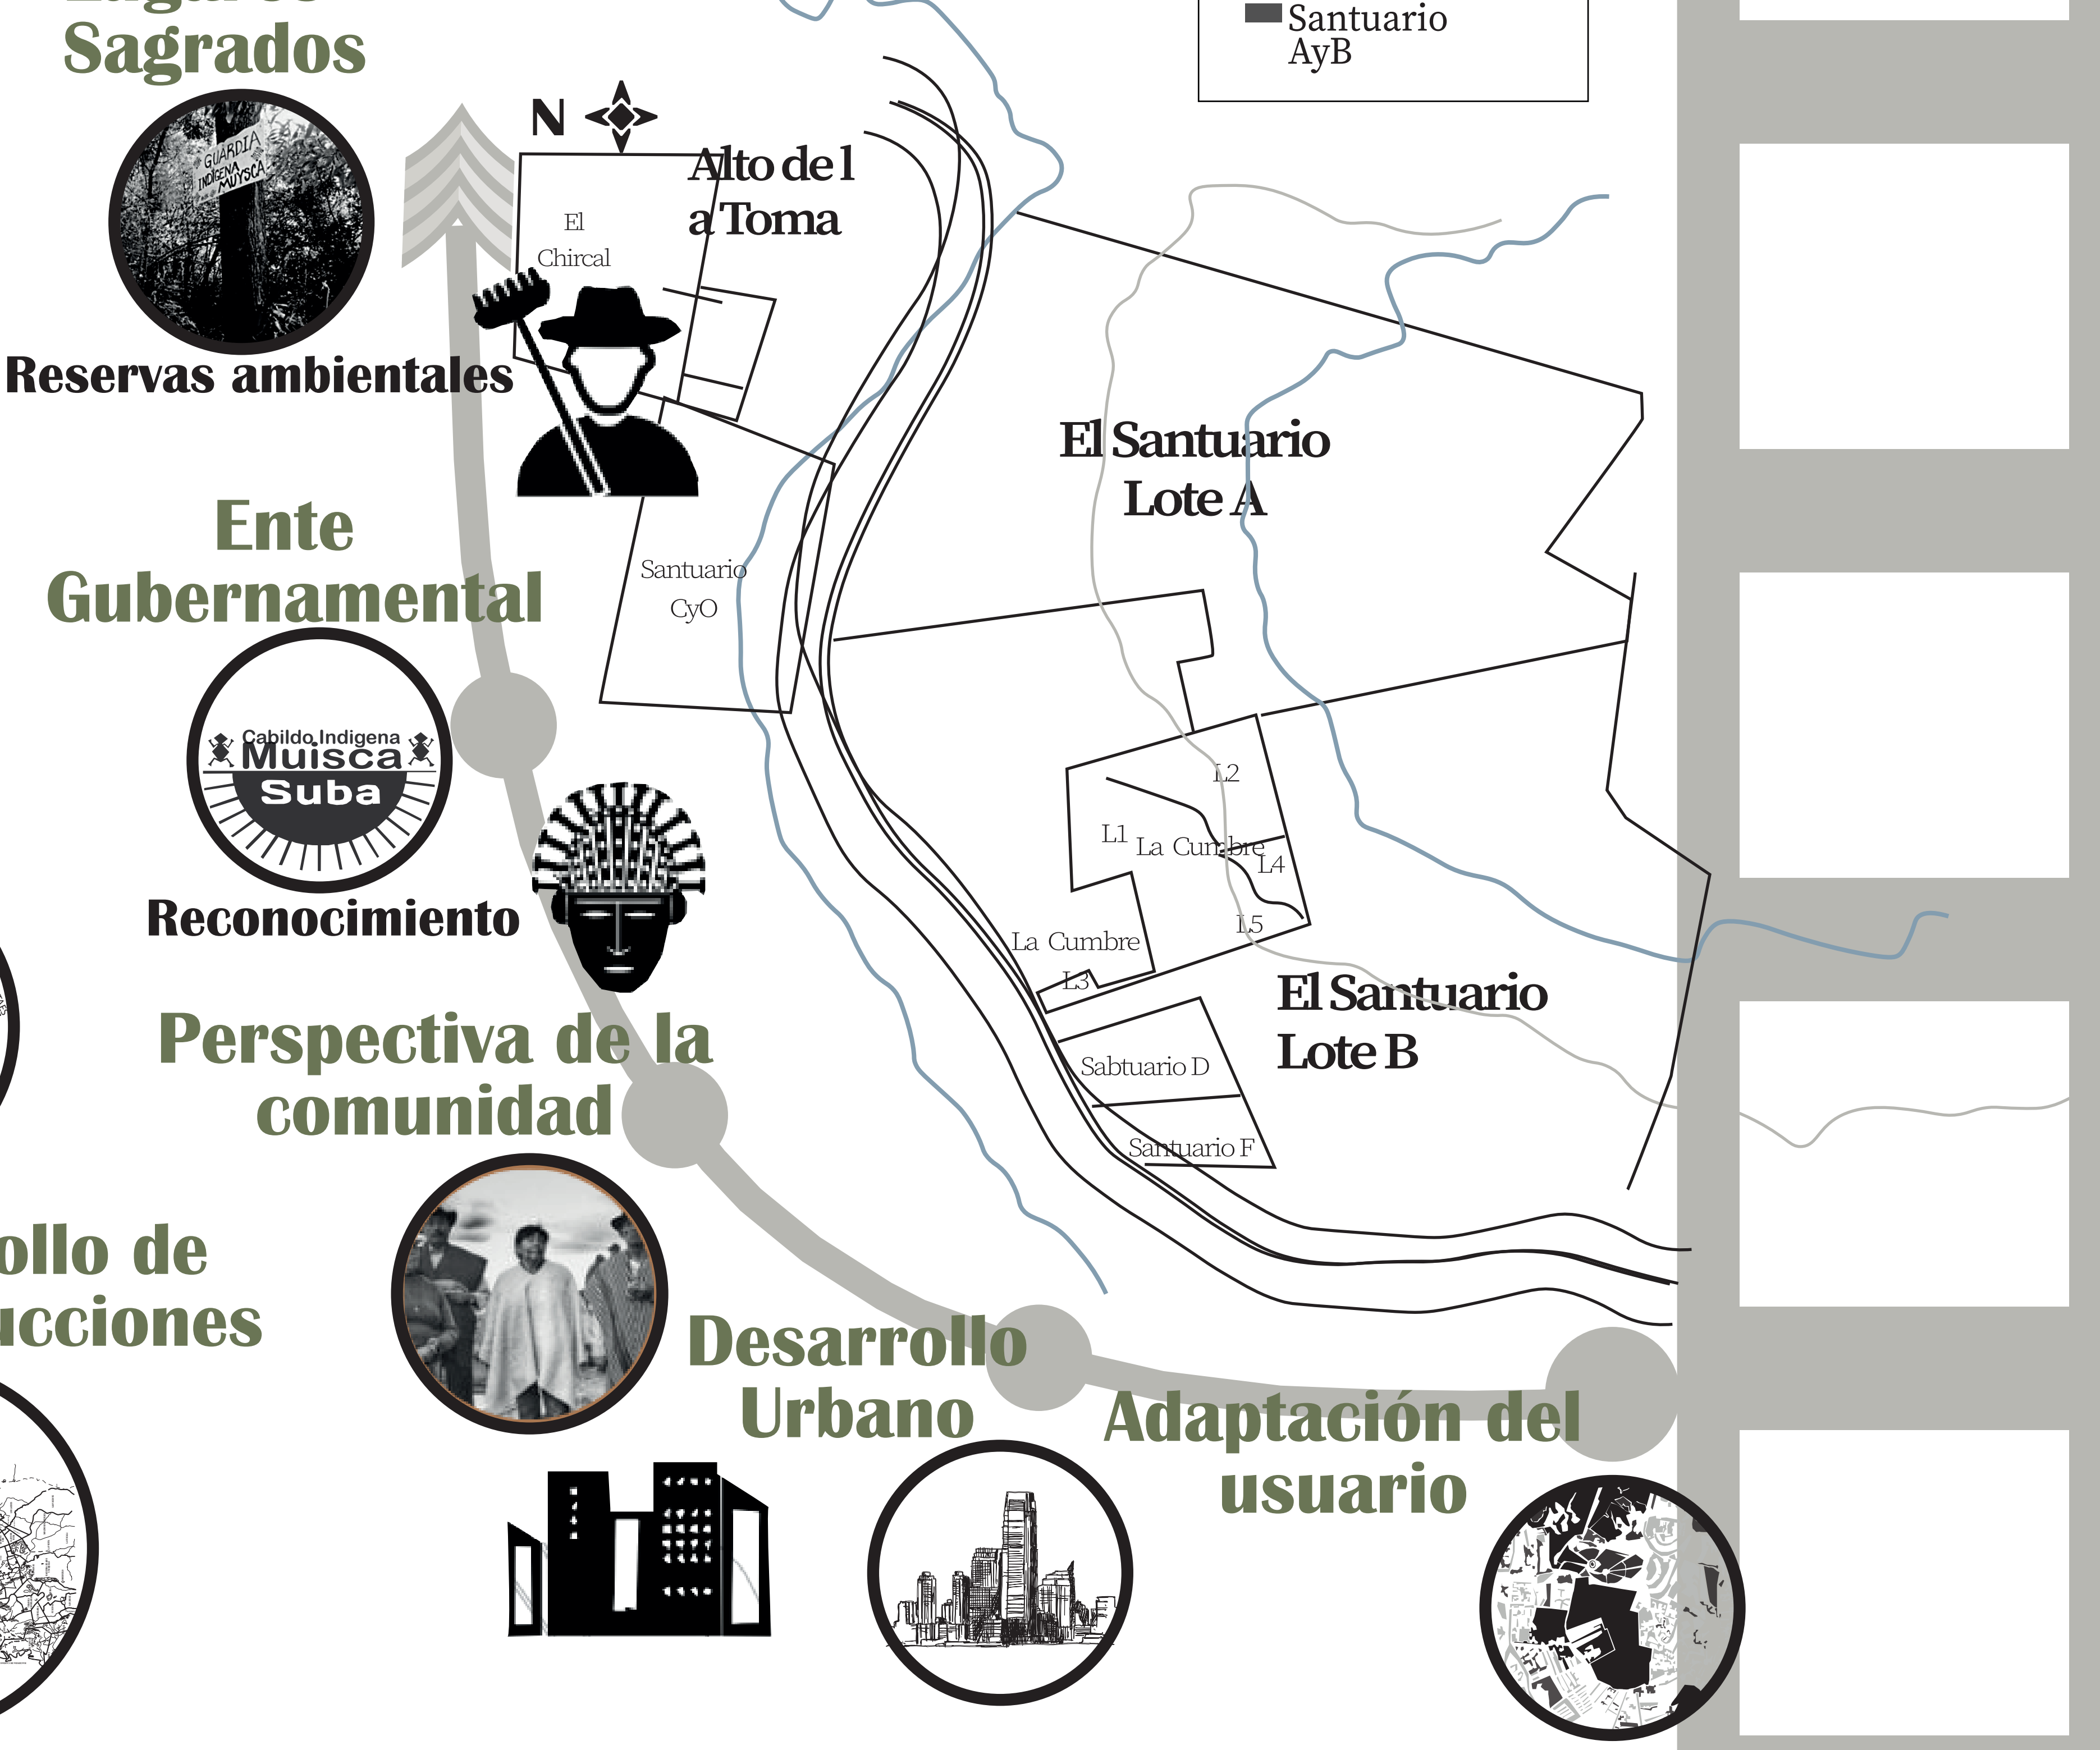 Lugares
Sagrados
GUARDIA
INDIGENA
MUYSCA
Reservas ambientales
Santuario
AyB
N
Alto de l
a Toma
El
Chircal
El Santuario
Lote A
Santuario
CyO
Ente
Gubernamental
Cabildo Indigena
Muisca
Suba
Reconocimiento
L2
L1
La Cumbre
L4
L5
La Cumbre
L3
El Santuario
Lote B
Sabtuario D
Santuario F
Perspectiva de la
comunidad
ollo de
ucciones
Desarrollo
Urbano
Adaptación del
usuario